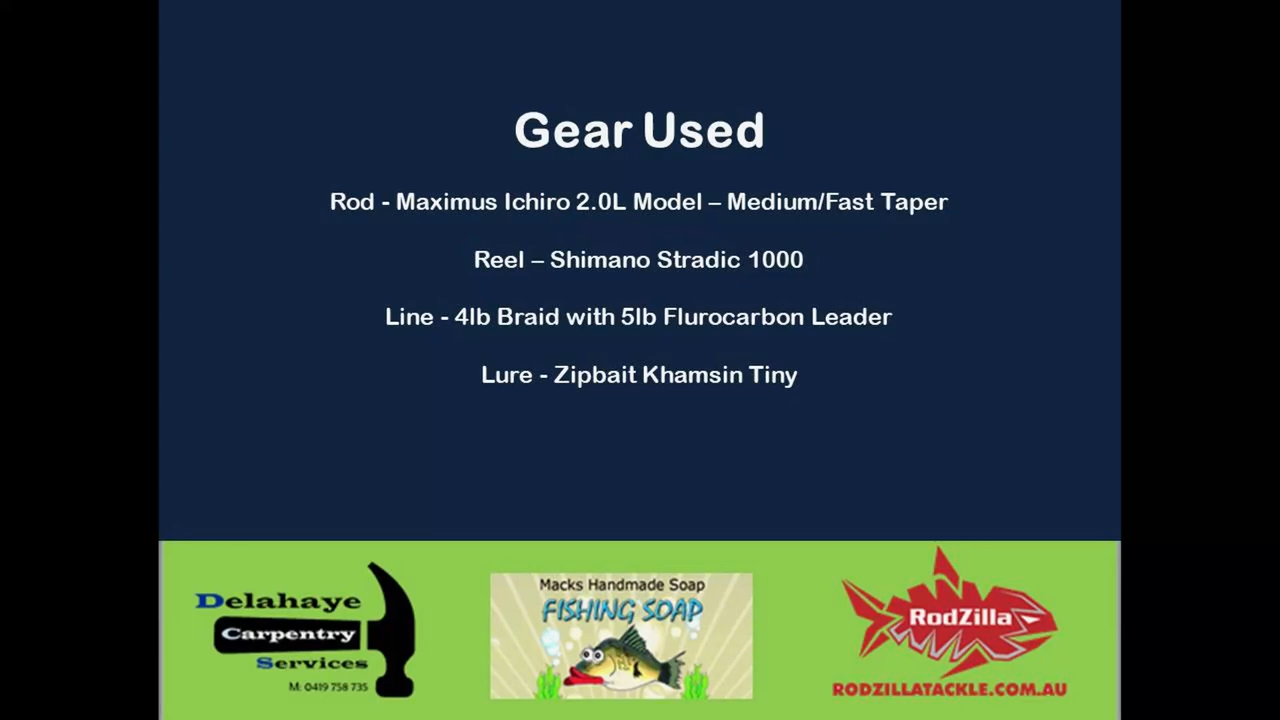 Gear Used
Rod - Maximus Ichiro 2.0L Model – Medium/Fast Taper
Reel – Shimano Stradic 1000
Line - 4lb Braid with 5lb Flurocarbon Leader
Lure - Zipbait Khamsin Tiny
Delahaye
Carpentry
Services
M: 0419 758 735
Macks Handmade Soap
FISHING SOAP
RodZilla
RODZILLATACKLE.COM.AU